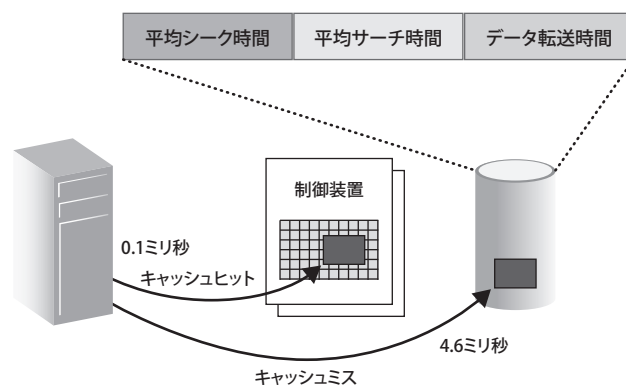 平均シーク時間
平均サーチ時間
データ転送時間
制御装置
0.1ミリ秒
キャッシュヒット
4.6ミリ秒
キャッシュミス